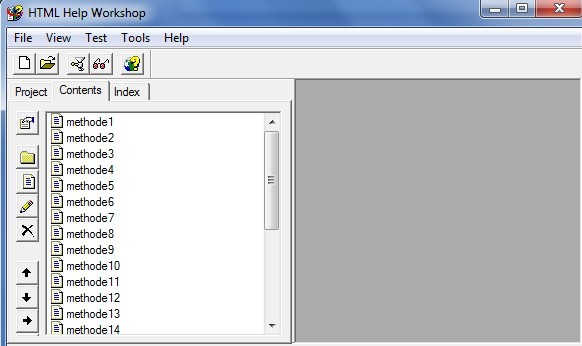 HTML Help Workshop
File View Test Tools Help
Project Contents Index
methode1
methode2
methode3
methode4
methode5
methode6
methode7
methode8
methode9
methode10
methode11
methode12
methode13
methode14